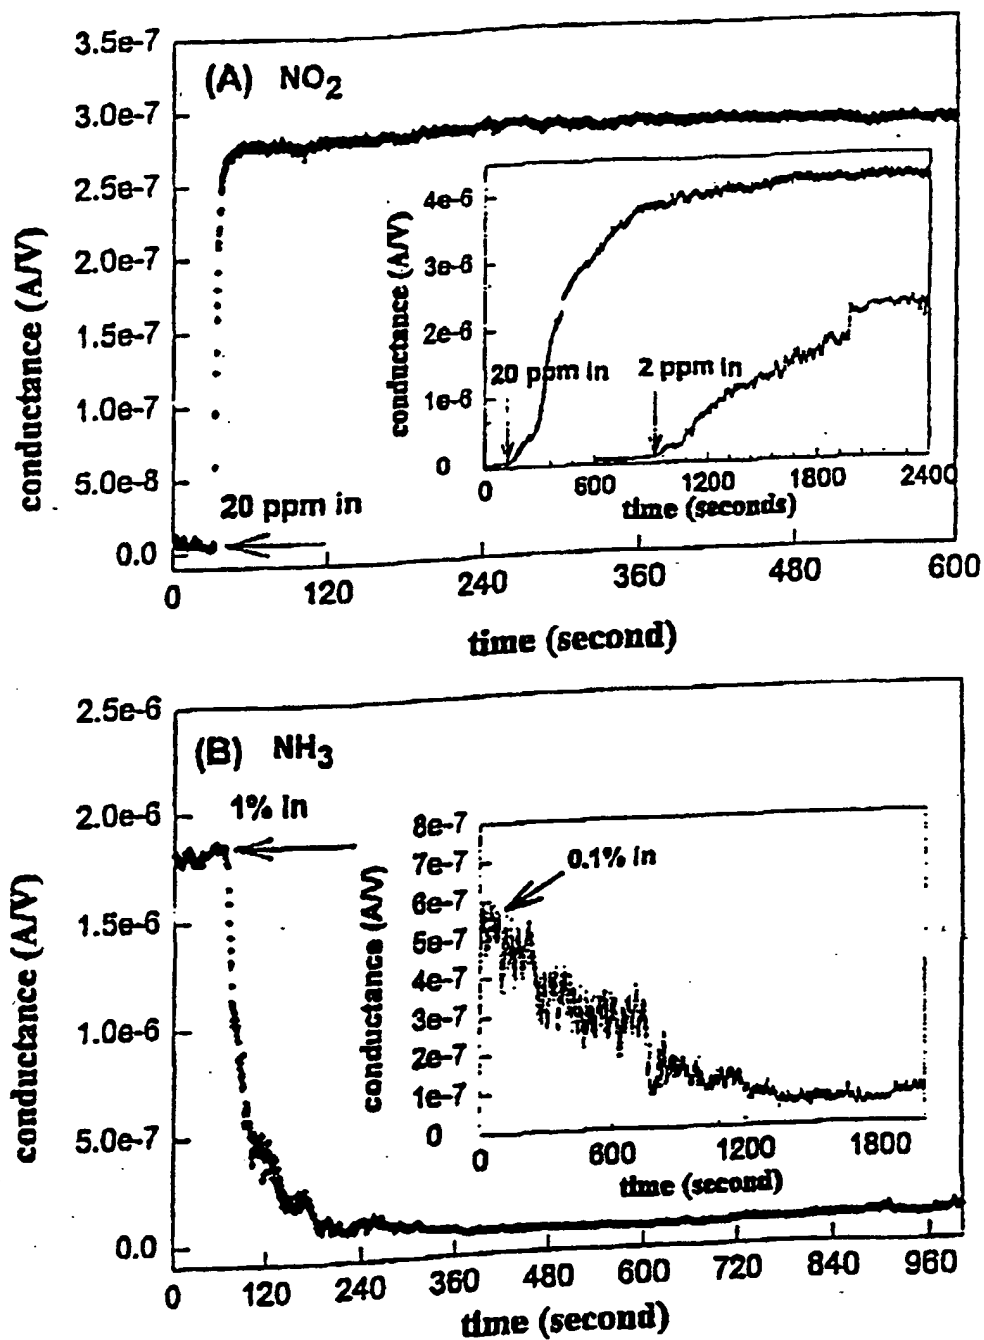 (A) NO2
3.5e-7
3.0e-7
2.5e-7
2.0e-7
1.5e-7
1.0e-7
5.0e-8
0.0
conductance (A/V)
20 ppm in
0 120 240 360 480 600
time (second)
4e-6
3e-6
2e-6
1e-6
0
conductance (A/V)
20 ppm in
2 ppm in
0 600 1200 1800 2400
time (seconds)
(B) NH3
2.5e-6
2.0e-6
1.5e-6
1.0e-6
5.0e-7
0.0
conductance (A/V)
1% in
0 120 240 360 480 600 720 840 960
time (second)
8e-7
7e-7
6e-7
5e-7
4e-7
3e-7
2e-7
1e-7
0
conductance (A/V)
0.1% in
0 600 1200 1800
time (second)